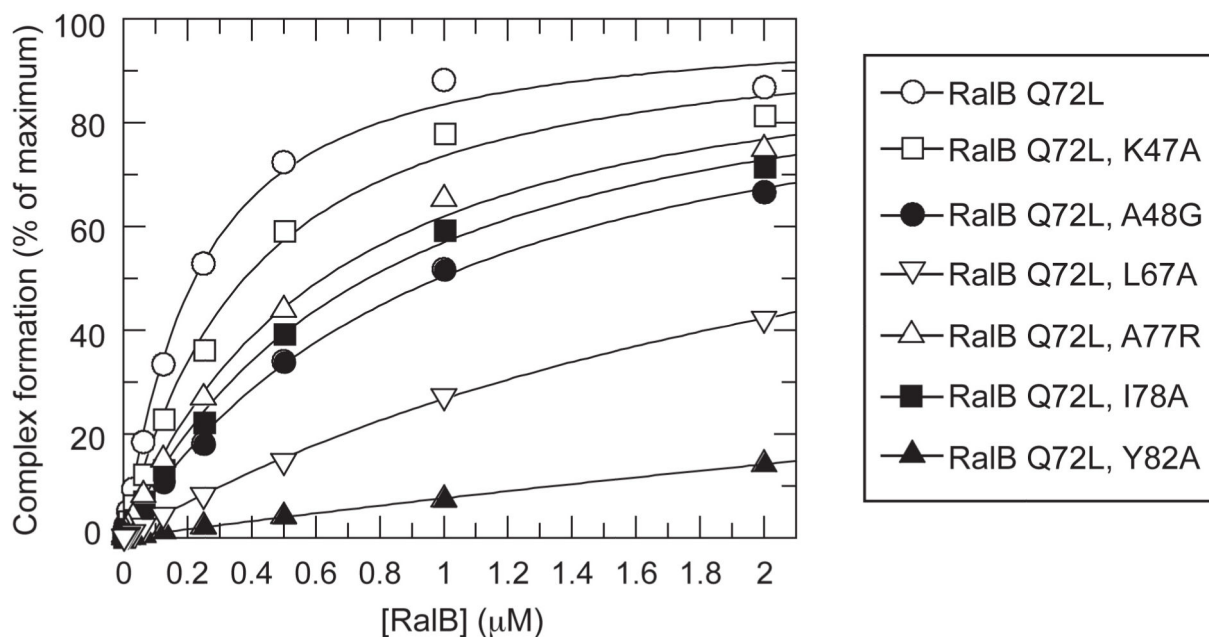 Complex formation (% of maximum)
100
80
60
40
20
0
0 0.2 0.4 0.6 0.8 1 1.2 1.4 1.6 1.8 2
[RalB] (μM)
RalB Q72L
RalB Q72L, K47A
RalB Q72L, A48G
RalB Q72L, L67A
RalB Q72L, A77R
RalB Q72L, I78A
RalB Q72L, Y82A